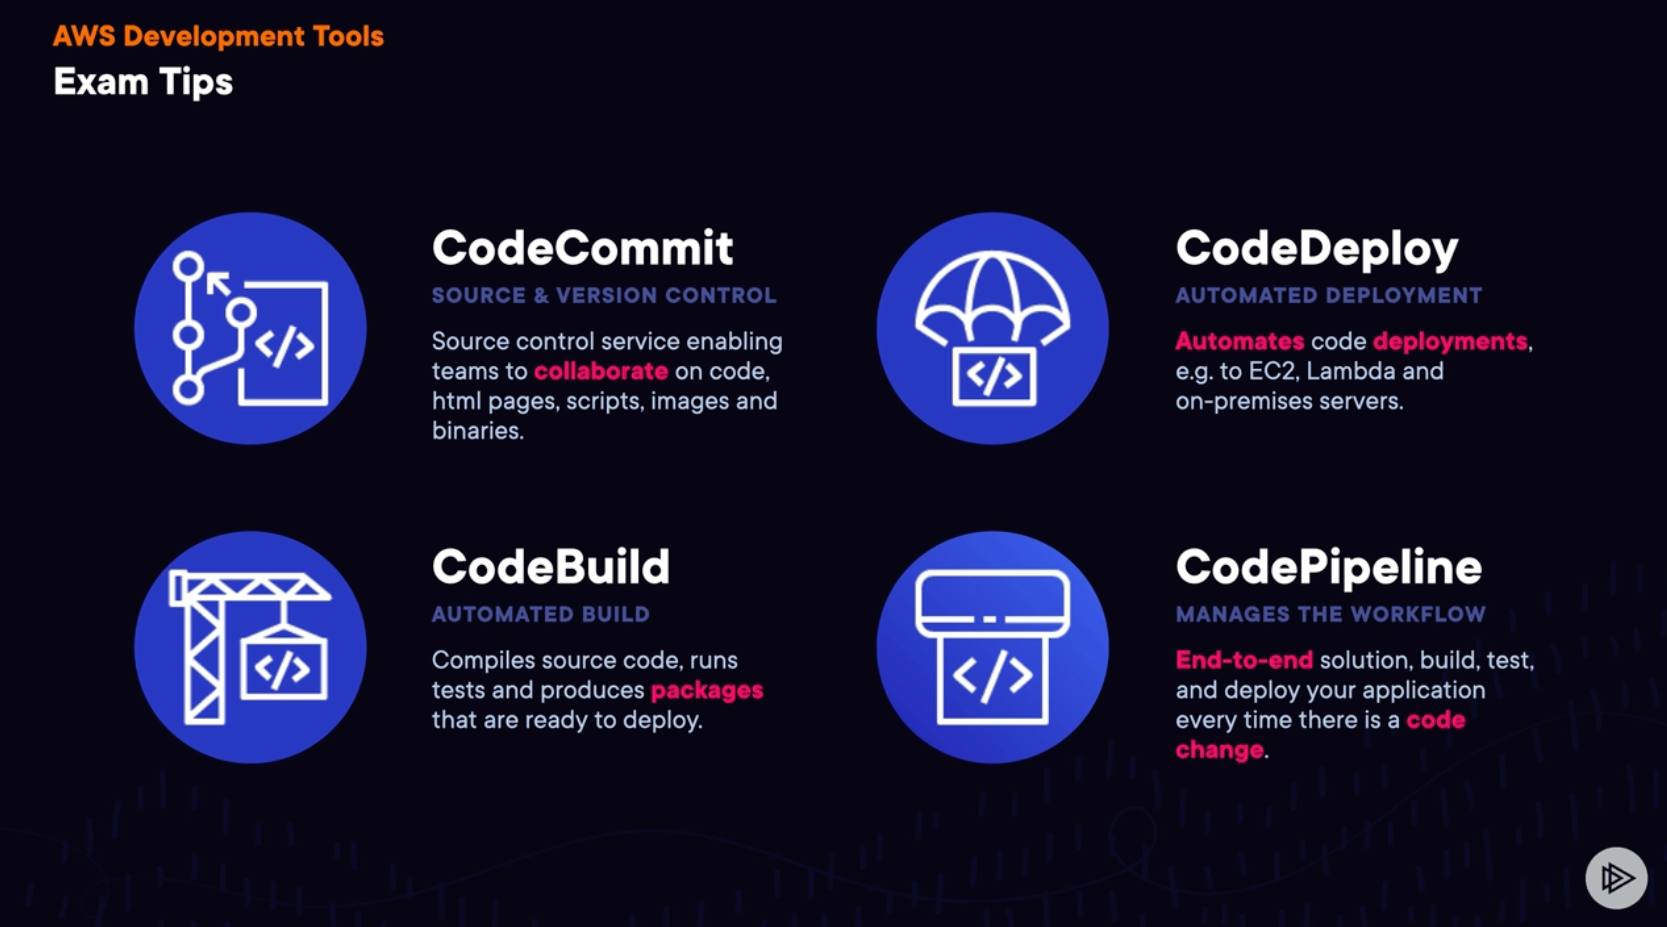 AWS Development Tools
Exam Tips
CodeCommit
SOURCE & VERSION CONTROL
Source control service enabling
teams to collaborate on code,
html pages, scripts, images and
binaries.
CodeDeploy
AUTOMATED DEPLOYMENT
Automates code deployments,
e.g. to EC2, Lambda and
on-premises servers.
CodeBuild
AUTOMATED BUILD
Compiles source code, runs
tests and produces packages
that are ready to deploy.
CodePipeline
MANAGES THE WORKFLOW
End-to-end solution, build, test,
and deploy your application
every time there is a code
change.